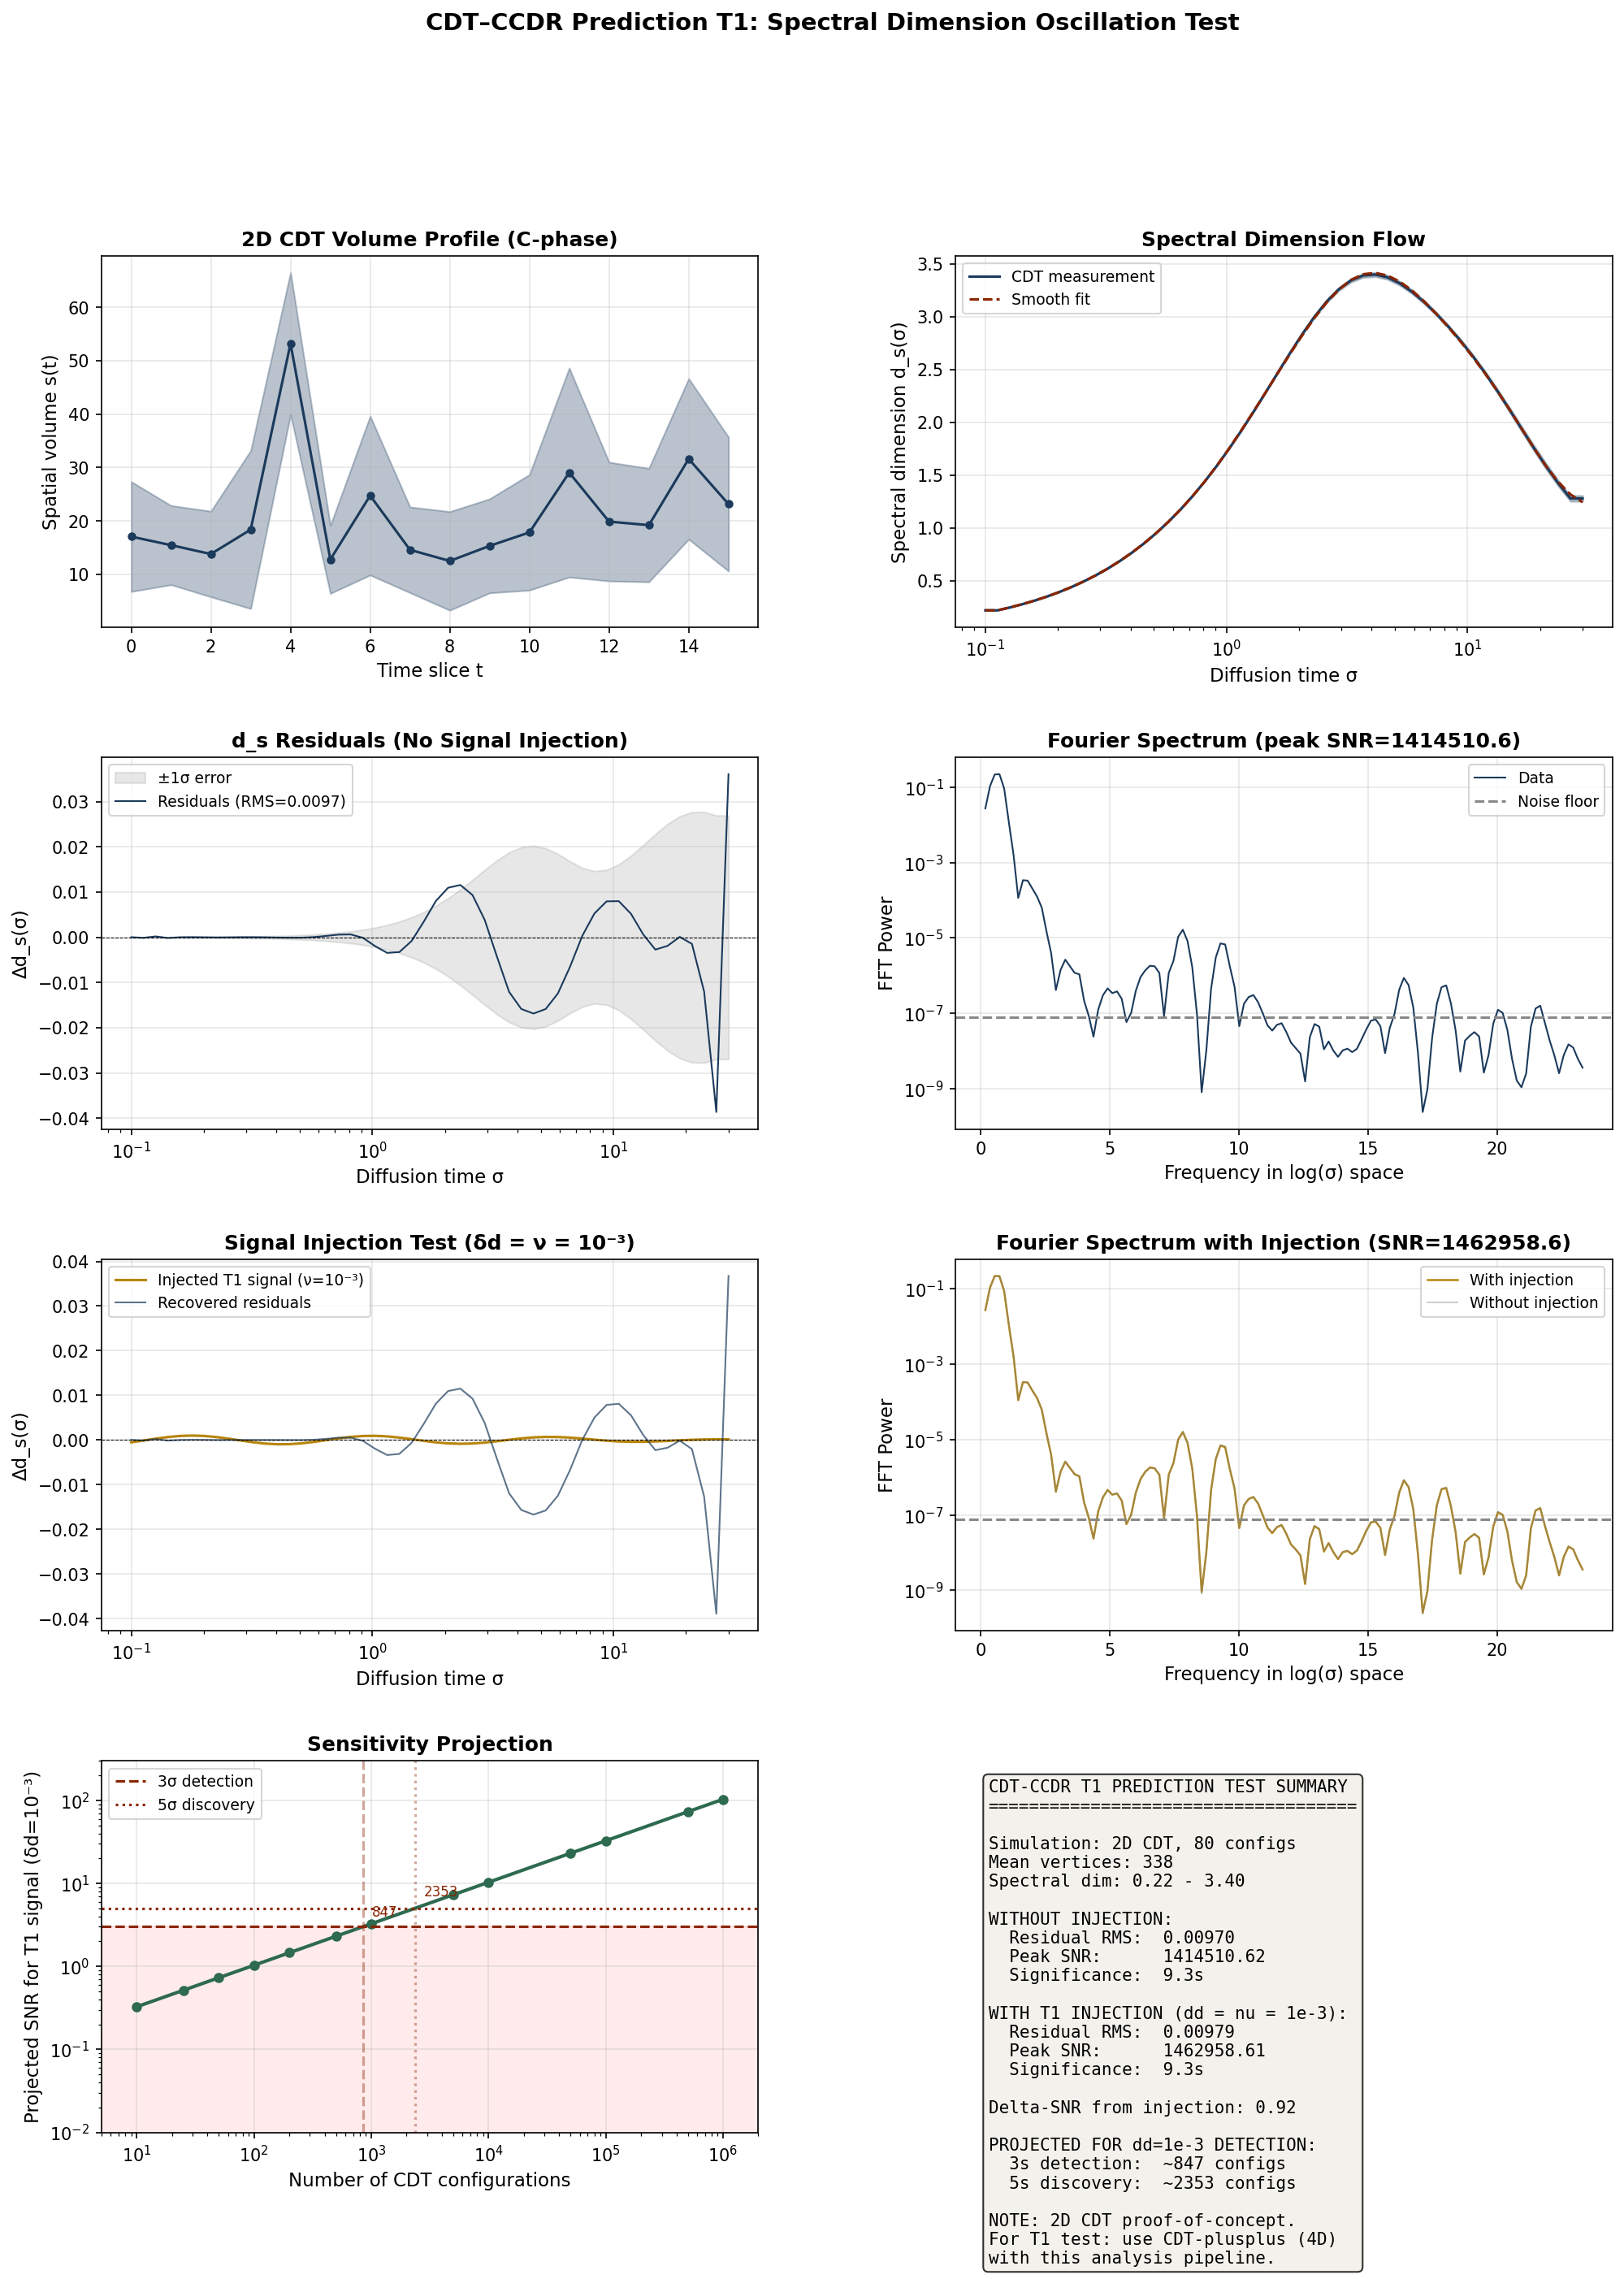 CDT–CCDR Prediction T1: Spectral Dimension Oscillation Test
2D CDT Volume Profile (C-phase)
Spatial volume s(t)
60
50
40
30
20
10
0 2 4 6 8 10 12 14
Time slice t
Spectral Dimension Flow
CDT measurement
Smooth fit
Spectral dimension d_s(σ)
3.5
3.0
2.5
2.0
1.5
1.0
0.5
10⁻¹ 10⁰ 10¹
Diffusion time σ
d_s Residuals (No Signal Injection)
±1σ error
Residuals (RMS=0.0097)
Δd_s(σ)
0.03
0.02
0.01
0.00
−0.01
−0.02
−0.03
−0.04
10⁻¹ 10⁰ 10¹
Diffusion time σ
Fourier Spectrum (peak SNR=1414510.6)
Data
Noise floor
FFT Power
10⁻¹
10⁻³
10⁻⁵
10⁻⁷
10⁻⁹
0 5 10 15 20
Frequency in log(σ) space
Signal Injection Test (δd = ν = 10⁻³)
Injected T1 signal (ν=10⁻³)
Recovered residuals
Δd_s(σ)
0.04
0.03
0.02
0.01
0.00
−0.01
−0.02
−0.03
−0.04
10⁻¹ 10⁰ 10¹
Diffusion time σ
Fourier Spectrum with Injection (SNR=1462958.6)
With injection
Without injection
FFT Power
10⁻¹
10⁻³
10⁻⁵
10⁻⁷
10⁻⁹
0 5 10 15 20
Frequency in log(σ) space
Sensitivity Projection
3σ detection
5σ discovery
Projected SNR for T1 signal (δd=10⁻³)
10²
10¹
10⁰
10⁻¹
10⁻²
2353
847
10¹ 10² 10³ 10⁴ 10⁵ 10⁶
Number of CDT configurations
CDT-CCDR T1 PREDICTION TEST SUMMARY
====================================
Simulation: 2D CDT, 80 configs
Mean vertices: 338
Spectral dim: 0.22 - 3.40
WITHOUT INJECTION:
Residual RMS: 0.00970
Peak SNR: 1414510.62
Significance: 9.3s
WITH T1 INJECTION (dd = nu = 1e-3):
Residual RMS: 0.00979
Peak SNR: 1462958.61
Significance: 9.3s
Delta-SNR from injection: 0.92
PROJECTED FOR dd=1e-3 DETECTION:
3s detection: ~847 configs
5s discovery: ~2353 configs
NOTE: 2D CDT proof-of-concept.
For T1 test: use CDT-plusplus (4D)
with this analysis pipeline.